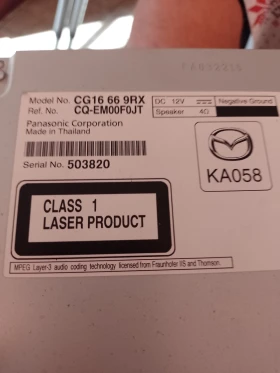 Model No. CG16 66 9RX
Ref. No. CQ-EM00F0JT
DC 12V Negative Ground
Speaker 4Ω
Panasonic Corporation
Made in Thailand
Serial No. 503820
KA058
CLASS 1
LASER PRODUCT
MPEG Layer-3 audio coding technology licensed from Fraunhofer IIS and Thomson.